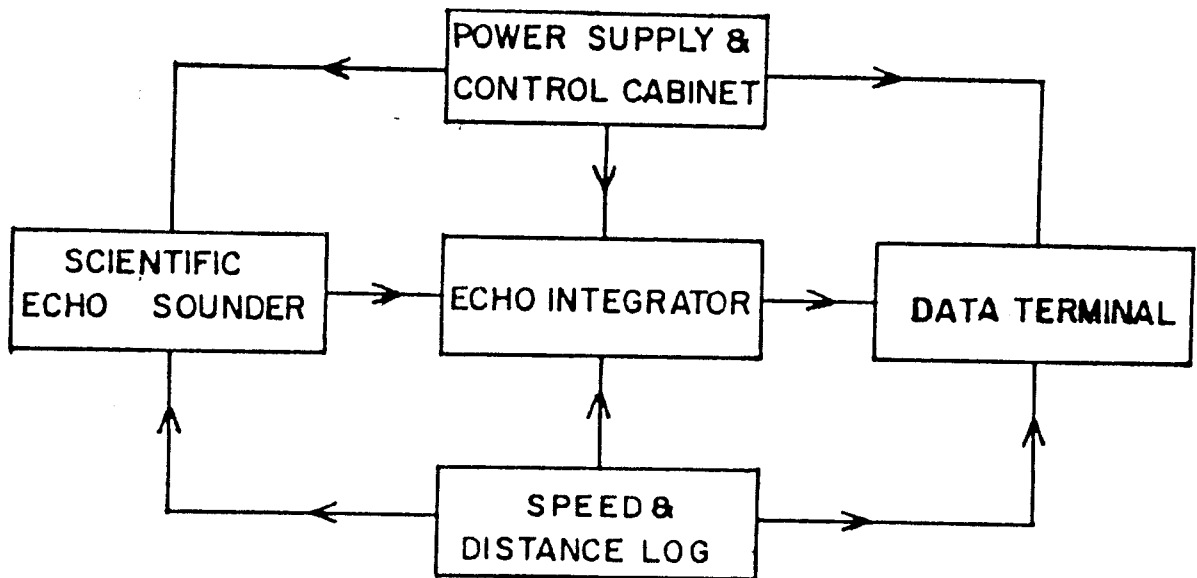 POWER SUPPLY &
CONTROL CABINET
SCIENTIFIC
ECHO SOUNDER
ECHO INTEGRATOR
DATA TERMINAL
SPEED &
DISTANCE LOG